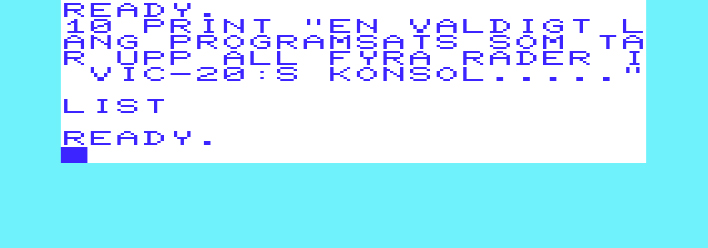 READY.
10 PRINT "EN VALDIGT L
ANG PROGRAMSATS SOM TA
R UPP ALL FYRA RADER I
 VIC-20:S KONSOL....."
LIST
READY.